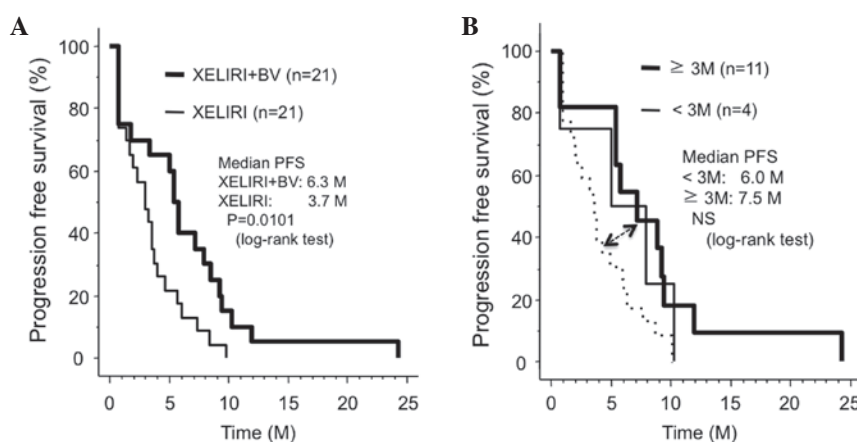 A
Progression free survival (%)
100
80
60
40
20
0
XELIRI+BV (n=21)
XELIRI (n=21)
Median PFS
XELIRI+BV: 6.3 M
XELIRI: 3.7 M
P=0.0101
(log-rank test)
0 5 10 15 20 25
Time (M)
B
Progression free survival (%)
100
80
60
40
20
0
≥ 3M (n=11)
< 3M (n=4)
Median PFS
< 3M: 6.0 M
≥ 3M: 7.5 M
NS
(log-rank test)
0 5 10 15 20 25
Time (M)